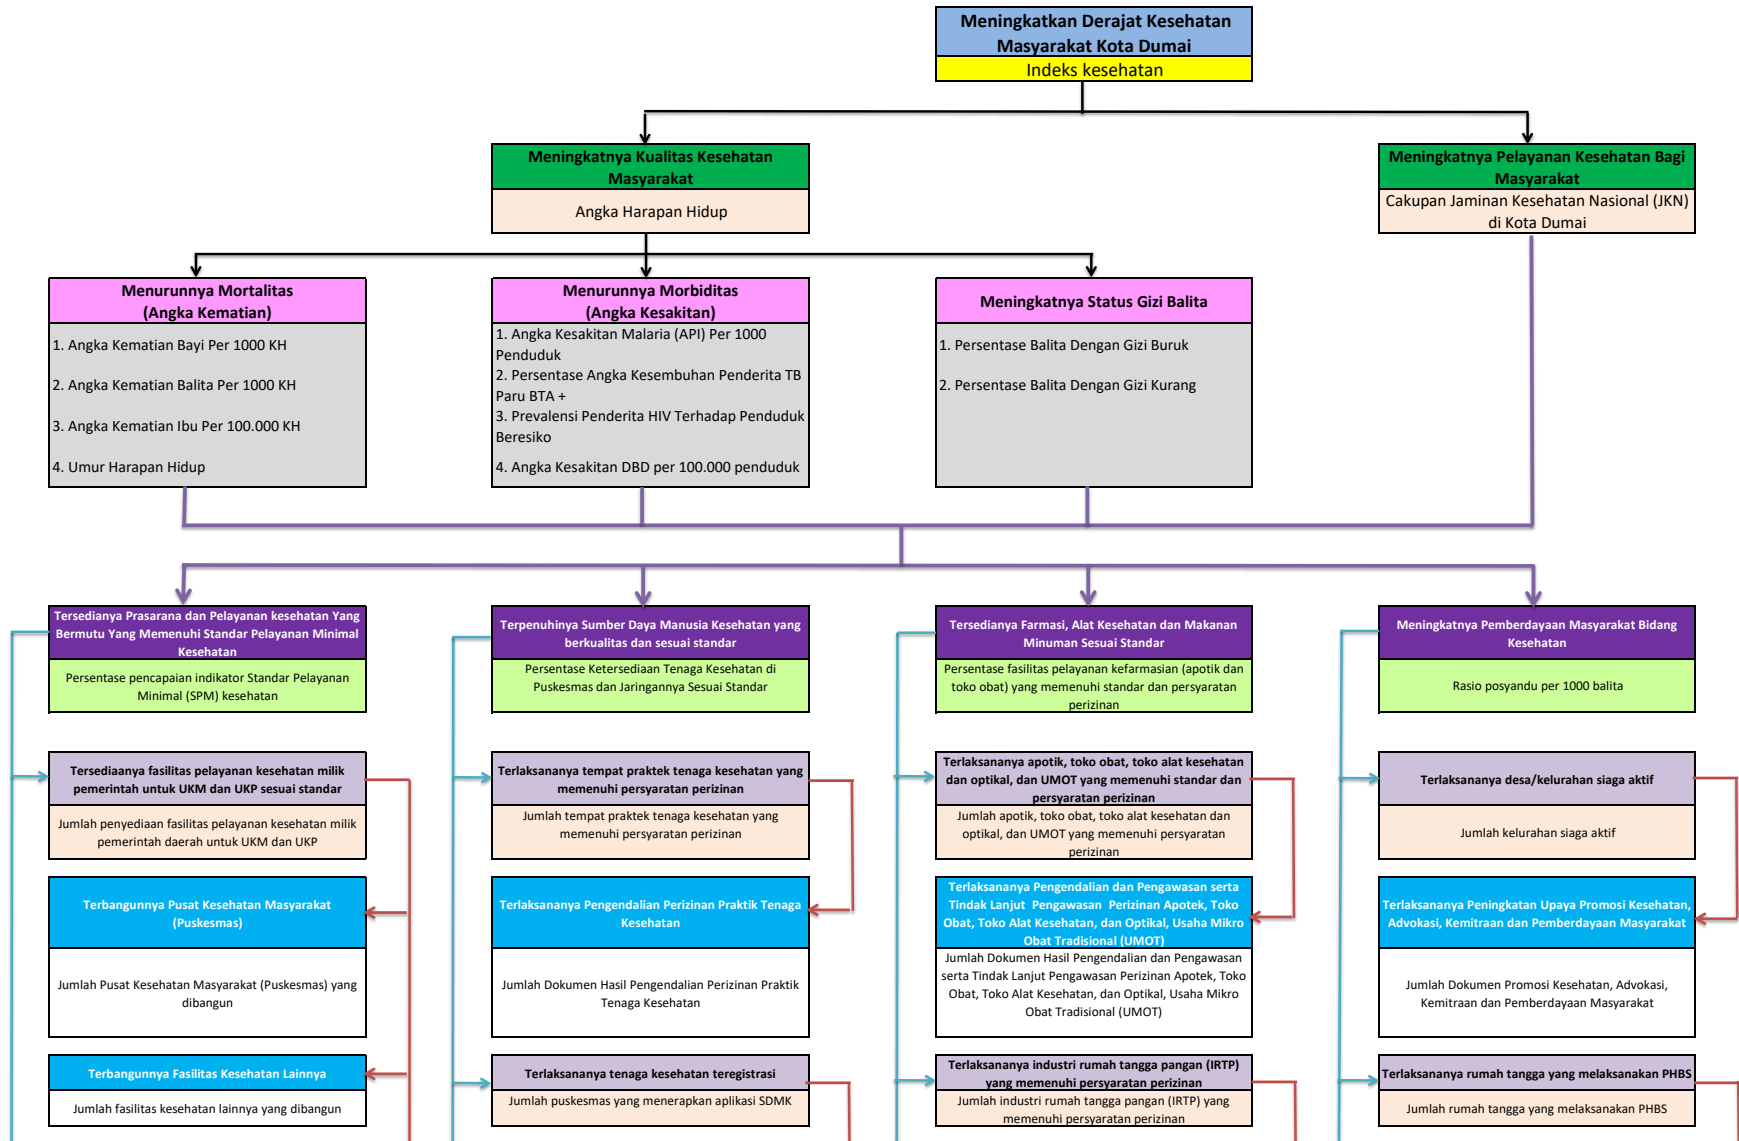 Meningkatkan Derajat Kesehatan
Masyarakat Kota Dumai
Indeks kesehatan
Meningkatnya Kualitas Kesehatan
Masyarakat
Angka Harapan Hidup
Meningkatnya Pelayanan Kesehatan Bagi
Masyarakat
Cakupan Jaminan Kesehatan Nasional (JKN)
di Kota Dumai
Menurunnya Mortalitas
(Angka Kematian)
1. Angka Kematian Bayi Per 1000 KH
2. Angka Kematian Balita Per 1000 KH
3. Angka Kematian Ibu Per 100.000 KH
4. Umur Harapan Hidup
Menurunnya Morbiditas
(Angka Kesakitan)
1. Angka Kesakitan Malaria (API) Per 1000
Penduduk
2. Persentase Angka Kesembuhan Penderita TB
Paru BTA +
3. Prevalensi Penderita HIV Terhadap Penduduk
Beresiko
4. Angka Kesakitan DBD per 100.000 penduduk
Meningkatnya Status Gizi Balita
1. Persentase Balita Dengan Gizi Buruk
2. Persentase Balita Dengan Gizi Kurang
Tersedianya Prasarana dan Pelayanan kesehatan Yang
Bermutu Yang Memenuhi Standar Pelayanan Minimal
Kesehatan
Persentase pencapaian indikator Standar Pelayanan
Minimal (SPM) kesehatan
Terpenuhinya Sumber Daya Manusia Kesehatan yang
berkualitas dan sesuai standar
Persentase Ketersediaan Tenaga Kesehatan di
Puskesmas dan Jaringannya Sesuai Standar
Tersedianya Farmasi, Alat Kesehatan dan Makanan
Minuman Sesuai Standar
Persentase fasilitas pelayanan kefarmasian (apotik dan
toko obat) yang memenuhi standar dan persyaratan
perizinan
Meningkatnya Pemberdayaan Masyarakat Bidang
Kesehatan
Rasio posyandu per 1000 balita
Tersediaanya fasilitas pelayanan kesehatan milik
pemerintah untuk UKM dan UKP sesuai standar
Jumlah penyediaan fasilitas pelayanan kesehatan milik
pemerintah daerah untuk UKM dan UKP
Terlaksananya tempat praktek tenaga kesehatan yang
memenuhi persyaratan perizinan
Jumlah tempat praktek tenaga kesehatan yang
memenuhi persyaratan perizinan
Terlaksananya apotik, toko obat, toko alat kesehatan
dan optikal, dan UMOT yang memenuhi standar dan
persyaratan perizinan
Jumlah apotik, toko obat, toko alat kesehatan dan
optikal, dan UMOT yang memenuhi persyaratan
perizinan
Terlaksananya desa/kelurahan siaga aktif
Jumlah kelurahan siaga aktif
Terbangunnya Pusat Kesehatan Masyarakat
(Puskesmas)
Jumlah Pusat Kesehatan Masyarakat (Puskesmas) yang
dibangun
Terlaksananya Pengendalian Perizinan Praktik Tenaga
Kesehatan
Jumlah Dokumen Hasil Pengendalian Perizinan Praktik
Tenaga Kesehatan
Terlaksananya Pengendalian dan Pengawasan serta
Tindak Lanjut Pengawasan Perizinan Apotek, Toko
Obat, Toko Alat Kesehatan, dan Optikal, Usaha Mikro
Obat Tradisional (UMOT)
Jumlah Dokumen Hasil Pengendalian dan Pengawasan
serta Tindak Lanjut Pengawasan Perizinan Apotek, Toko
Obat, Toko Alat Kesehatan, dan Optikal, Usaha Mikro
Obat Tradisional (UMOT)
Terlaksananya Peningkatan Upaya Promosi Kesehatan,
Advokasi, Kemitraan dan Pemberdayaan Masyarakat
Jumlah Dokumen Promosi Kesehatan, Advokasi,
Kemitraan dan Pemberdayaan Masyarakat
Terbangunnya Fasilitas Kesehatan Lainnya
Jumlah fasilitas kesehatan lainnya yang dibangun
Terlaksananya tenaga kesehatan teregistrasi
Jumlah puskesmas yang menerapkan aplikasi SDMK
Terlaksananya industri rumah tangga pangan (IRTP)
yang memenuhi persyaratan perizinan
Jumlah industri rumah tangga pangan (IRTP) yang
memenuhi persyaratan perizinan
Terlaksananya rumah tangga yang melaksanakan PHBS
Jumlah rumah tangga yang melaksanakan PHBS